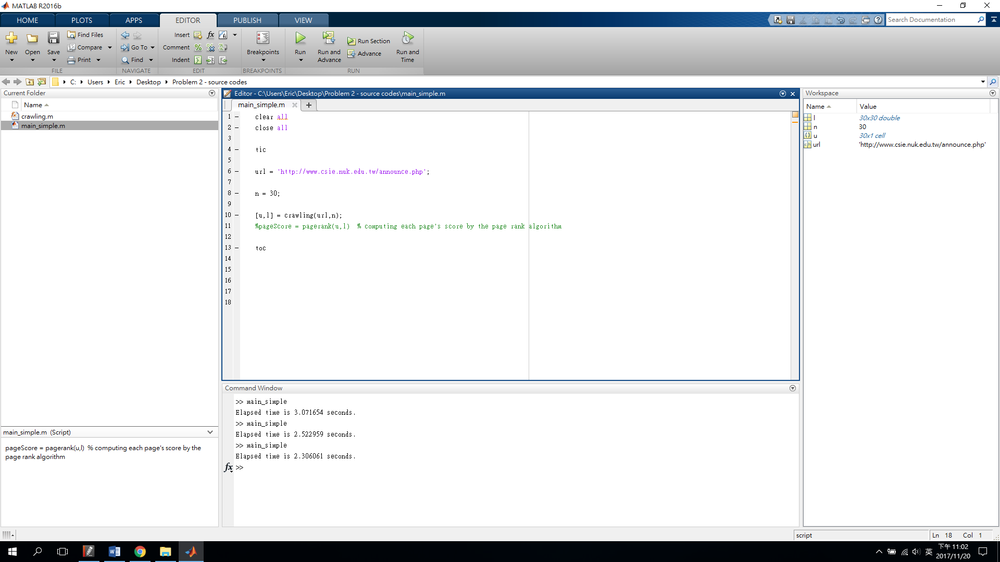 MATLAB R2016b
HOME PLOTS APPS EDITOR PUBLISH VIEW
Search Documentation
New Open Save
Find Files
Compare
Print
FILE
Go To
Find
NAVIGATE
Insert fx
Comment
Indent
EDIT
Breakpoints
BREAKPOINTS
Run
Run and Advance
Run Section
Advance
Run and Time
RUN
C: Users Eric Desktop Problem 2 - source codes
Current Folder
Name
crawling.m
main_simple.m
main_simple.m (Script)
pageScore = pagerank(u,l) % computing each page's score by the
page rank algorithm
Editor - C:\Users\Eric\Desktop\Problem 2 - source codes\main_simple.m
main_simple.m
1 clear all
2 close all
3
4 tic
5
6 url = 'http://www.csie.nuk.edu.tw/announce.php';
7
8 n = 30;
9
10 [u,l] = crawling(url,n);
11 %pageScore = pagerank(u,l) % computing each page's score by the page rank algorithm
12
13 toc
14
15
16
17
18
Command Window
>> main_simple
Elapsed time is 3.071654 seconds.
>> main_simple
Elapsed time is 2.522959 seconds.
>> main_simple
Elapsed time is 2.306061 seconds.
fx >>
Workspace
Name Value
l 30x30 double
n 30
u 30x1 cell
url 'http://www.csie.nuk.edu.tw/announce.php'
script
Ln 18 Col 1
英
下午 11:02
2017/11/20